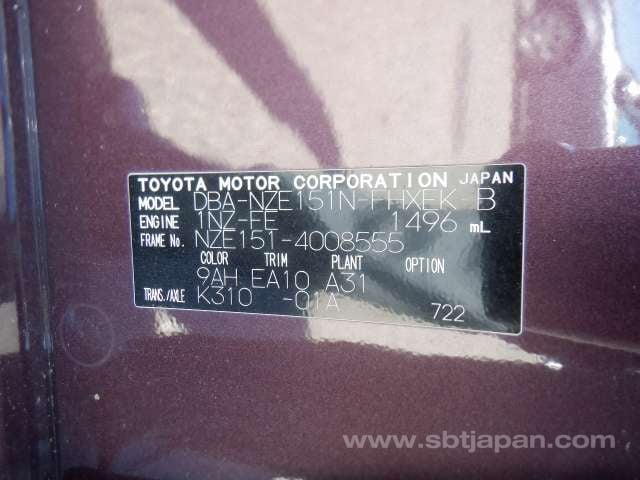 TOYOTA MOTOR CORPORATION JAPAN
MODEL DBA-NZE151N-FHXEK B
ENGINE 1NZ-FE 1496 mL
FRAME No. NZE151-4008555
COLOR TRIM PLANT OPTION
9AH EA10 A31
TRANS./AXLE K310 -01A
722
www.sbtjapan.com